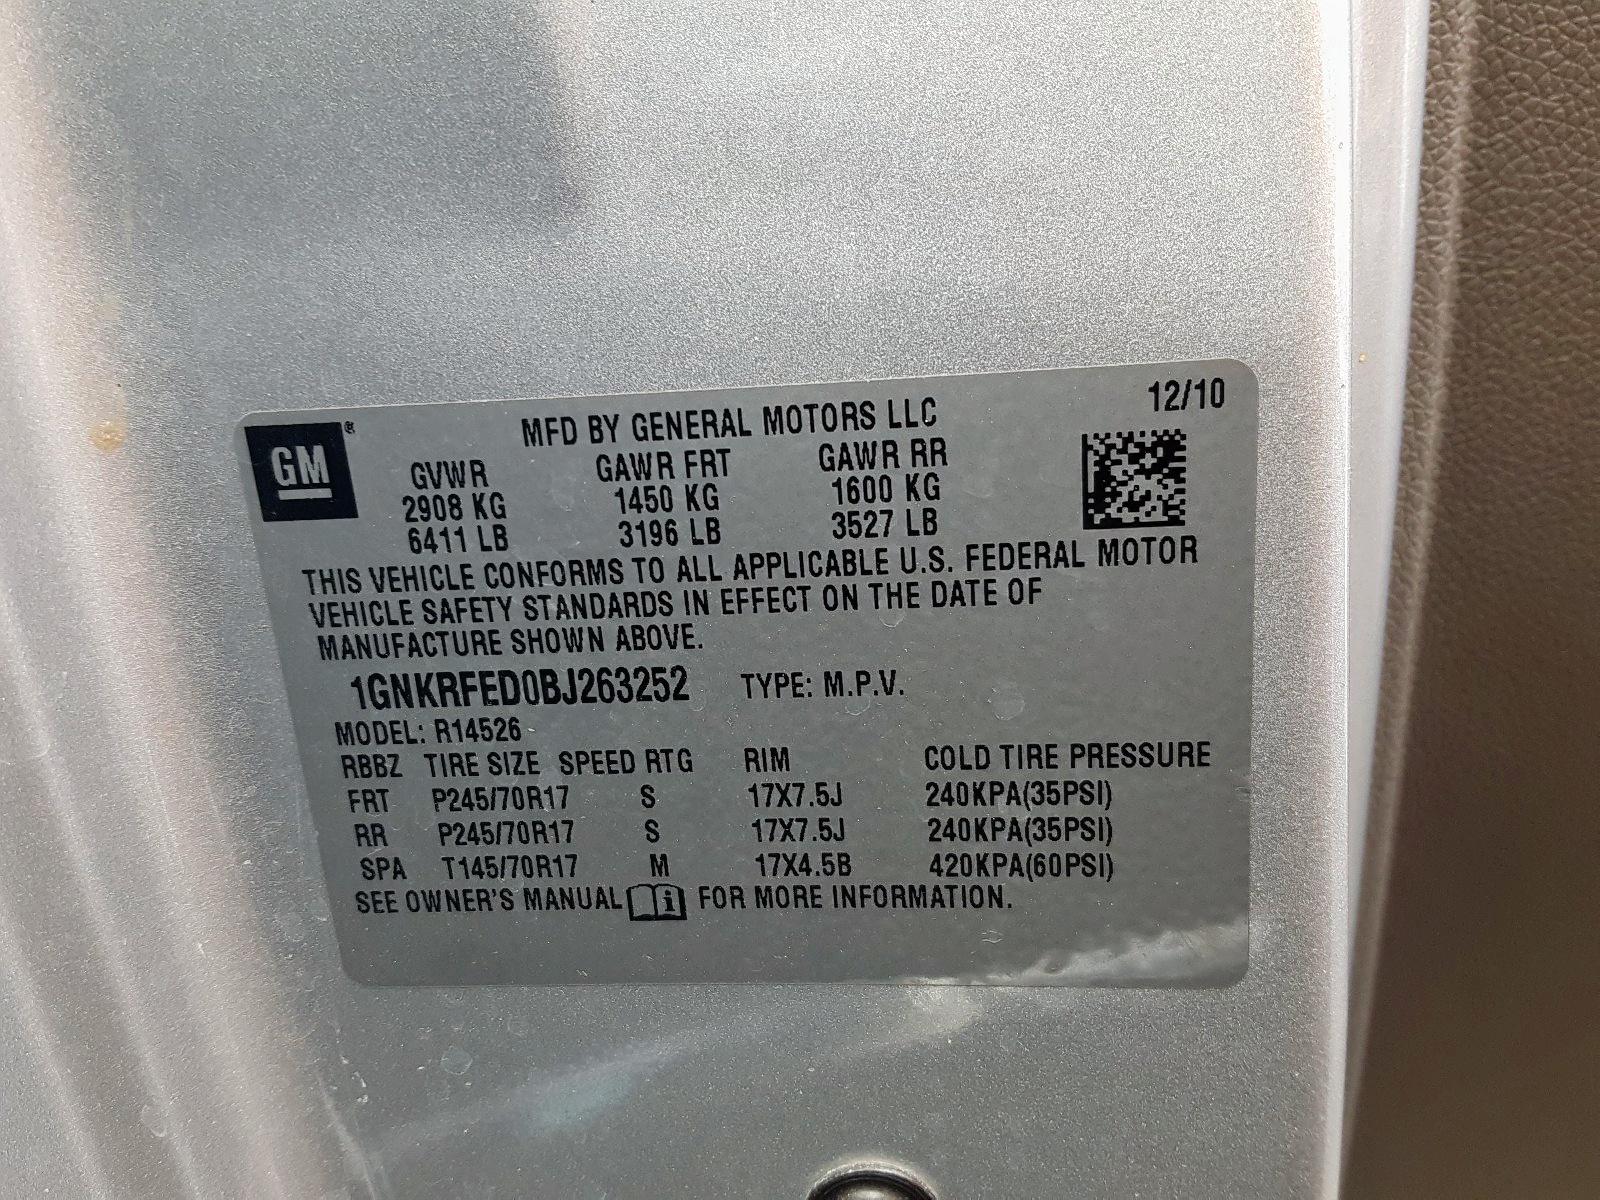 12/10
MFD BY GENERAL MOTORS LLC
GM®
GVWR GAWR FRT GAWR RR
2908 KG 1450 KG 1600 KG
6411 LB 3196 LB 3527 LB
THIS VEHICLE CONFORMS TO ALL APPLICABLE U.S. FEDERAL MOTOR
VEHICLE SAFETY STANDARDS IN EFFECT ON THE DATE OF
MANUFACTURE SHOWN ABOVE.
1GNKRFED0BJ263252 TYPE: M.P.V.
MODEL: R14526
RBBZ TIRE SIZE SPEED RTG RIM COLD TIRE PRESSURE
FRT P245/70R17 S 17X7.5J 240KPA(35PSI)
RR P245/70R17 S 17X7.5J 240KPA(35PSI)
SPA T145/70R17 M 17X4.5B 420KPA(60PSI)
SEE OWNER'S MANUAL i FOR MORE INFORMATION.